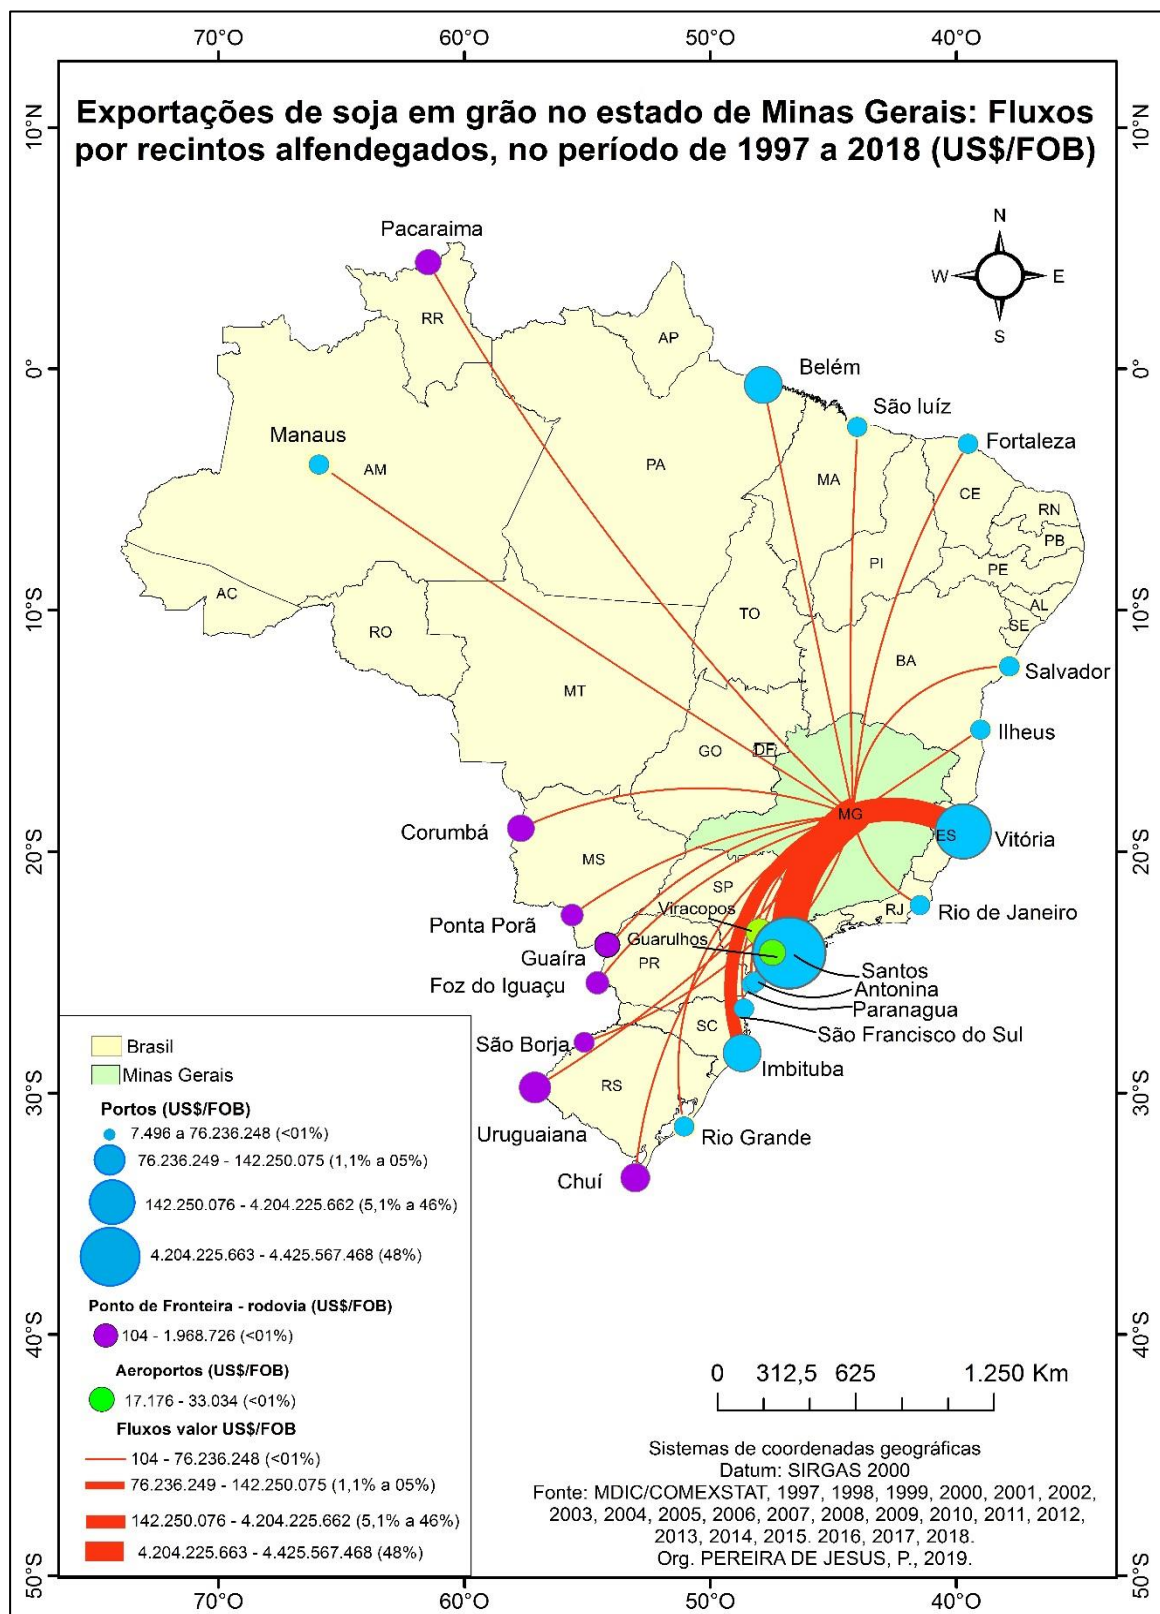 70°O 60°O 50°O 40°O
Exportações de soja em grão no estado de Minas Gerais: Fluxos
por recintos alfendegados, no período de 1997 a 2018 (US$/FOB)
10°N
10°N
N
W
E
S
Pacaraima
RR
AP
0°
0°
Belém
São luíz
Fortaleza
Manaus
AM
PA
MA
CE
RN
PB
PI
PE
AL
SE
AC
10°S
10°S
RO
TO
BA
Salvador
MT
Ilheus
GO
DF
MG
Corumbá
ES
Vitória
20°S
20°S
MS
SP
Viracopos
RJ
Rio de Janeiro
Ponta Porã
Guarulhos
Guaíra
PR
Santos
Foz do Iguaçu
Antonina
Paranagua
São Francisco do Sul
SC
São Borja
Imbituba
RS
30°S
30°S
Uruguaiana
Rio Grande
Chuí
Brasil
Minas Gerais
Portos (US$/FOB)
7.496 a 76.236.248 (<01%)
76.236.249 - 142.250.075 (1,1% a 05%)
142.250.076 - 4.204.225.662 (5,1% a 46%)
4.204.225.663 - 4.425.567.468 (48%)
Ponto de Fronteira - rodovia (US$/FOB)
104 - 1.968.726 (<01%)
Aeroportos (US$/FOB)
17.176 - 33.034 (<01%)
Fluxos valor US$/FOB
104 - 76.236.248 (<01%)
76.236.249 - 142.250.075 (1,1% a 05%)
142.250.076 - 4.204.225.662 (5,1% a 46%)
4.204.225.663 - 4.425.567.468 (48%)
40°S
40°S
0 312,5 625 1.250 Km
Sistemas de coordenadas geográficas
Datum: SIRGAS 2000
Fonte: MDIC/COMEXSTAT, 1997, 1998, 1999, 2000, 2001, 2002,
2003, 2004, 2005, 2006, 2007, 2008, 2009, 2010, 2011, 2012,
2013, 2014, 2015. 2016, 2017, 2018.
Org. PEREIRA DE JESUS, P., 2019.
50°S
50°S
70°O 60°O 50°O 40°O